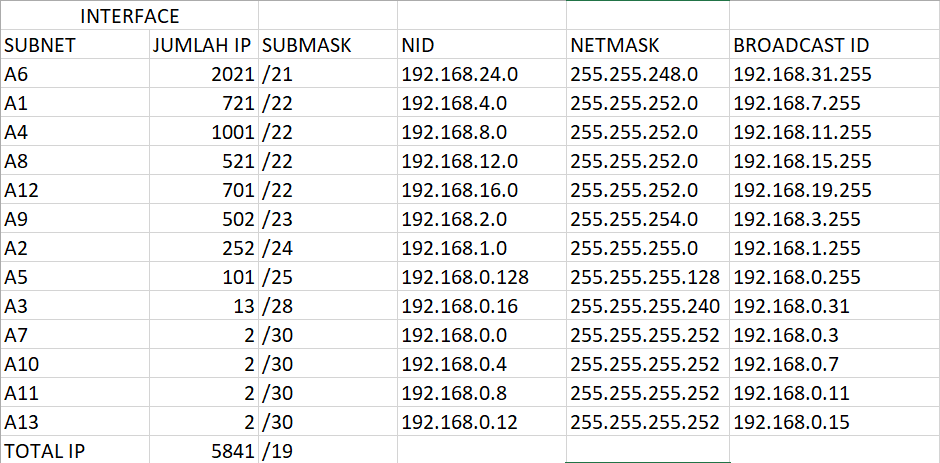 INTERFACE
SUBNET JUMLAH IP SUBMASK NID NETMASK BROADCAST ID
A6 2021 /21 192.168.24.0 255.255.248.0 192.168.31.255
A1 721 /22 192.168.4.0 255.255.252.0 192.168.7.255
A4 1001 /22 192.168.8.0 255.255.252.0 192.168.11.255
A8 521 /22 192.168.12.0 255.255.252.0 192.168.15.255
A12 701 /22 192.168.16.0 255.255.252.0 192.168.19.255
A9 502 /23 192.168.2.0 255.255.254.0 192.168.3.255
A2 252 /24 192.168.1.0 255.255.255.0 192.168.1.255
A5 101 /25 192.168.0.128 255.255.255.128 192.168.0.255
A3 13 /28 192.168.0.16 255.255.255.240 192.168.0.31
A7 2 /30 192.168.0.0 255.255.255.252 192.168.0.3
A10 2 /30 192.168.0.4 255.255.255.252 192.168.0.7
A11 2 /30 192.168.0.8 255.255.255.252 192.168.0.11
A13 2 /30 192.168.0.12 255.255.255.252 192.168.0.15
TOTAL IP 5841 /19